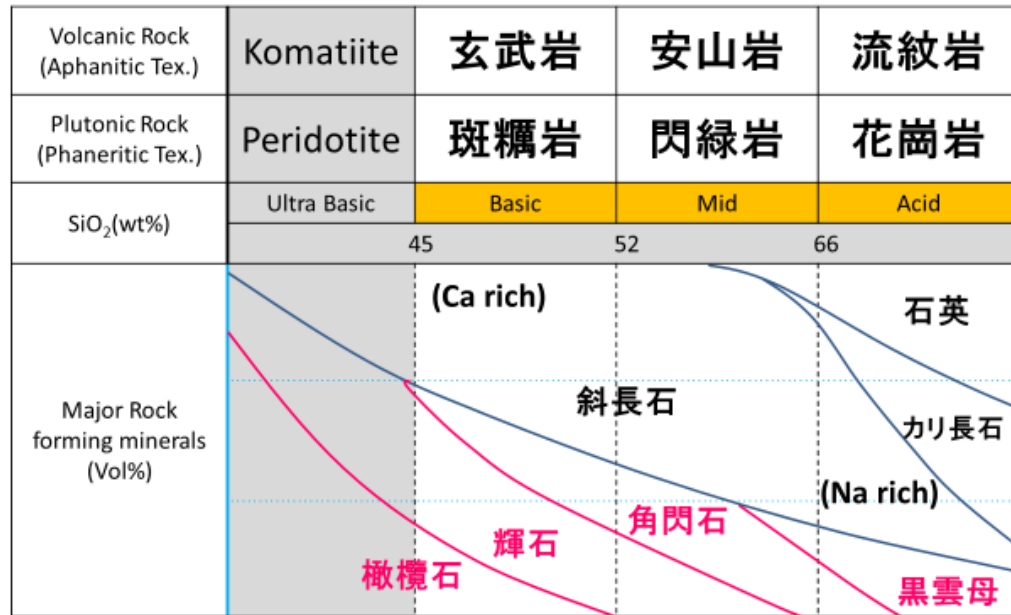 Volcanic Rock
(Aphanitic Tex.)
Komatiite
玄武岩
安山岩
流紋岩
Plutonic Rock
(Phaneritic Tex.)
Peridotite
斑糲岩
閃緑岩
花崗岩
SiO₂(wt%)
Ultra Basic
Basic
Mid
Acid
45
52
66
Major Rock
forming minerals
(Vol%)
(Ca rich)
石英
斜長石
カリ長石
(Na rich)
角閃石
輝石
橄欖石
黒雲母